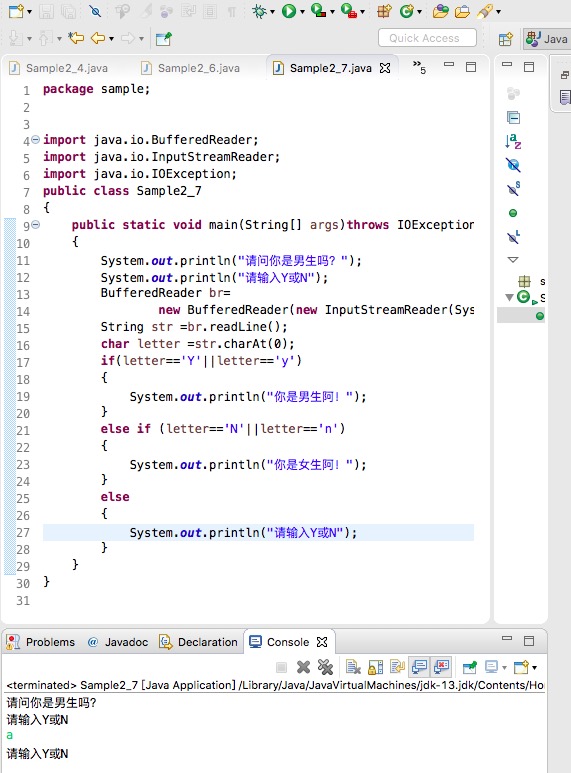 Quick Access
Java
Sample2_4.java
Sample2_6.java
Sample2_7.java
»5
1 package sample;
2
3
4 import java.io.BufferedReader;
5 import java.io.InputStreamReader;
6 import java.io.IOException;
7 public class Sample2_7
8 {
9 public static void main(String[] args)throws IOException
10 {
11 System.out.println("请问你是男生吗? ");
12 System.out.println("请输入Y或N");
13 BufferedReader br=
14 new BufferedReader(new InputStreamReader(Sys
15 String str =br.readLine();
16 char letter =str.charAt(0);
17 if(letter=='Y'||letter=='y')
18 {
19 System.out.println("你是男生阿! ");
20 }
21 else if (letter=='N'||letter=='n')
22 {
23 System.out.println("你是女生阿! ");
24 }
25 else
26 {
27 System.out.println("请输入Y或N");
28 }
29 }
30 }
31
Problems
@ Javadoc
Declaration
Console
<terminated> Sample2_7 [Java Application] /Library/Java/JavaVirtualMachines/jdk-13.jdk/Contents/Ho
请问你是男生吗?
请输入Y或N
a
请输入Y或N